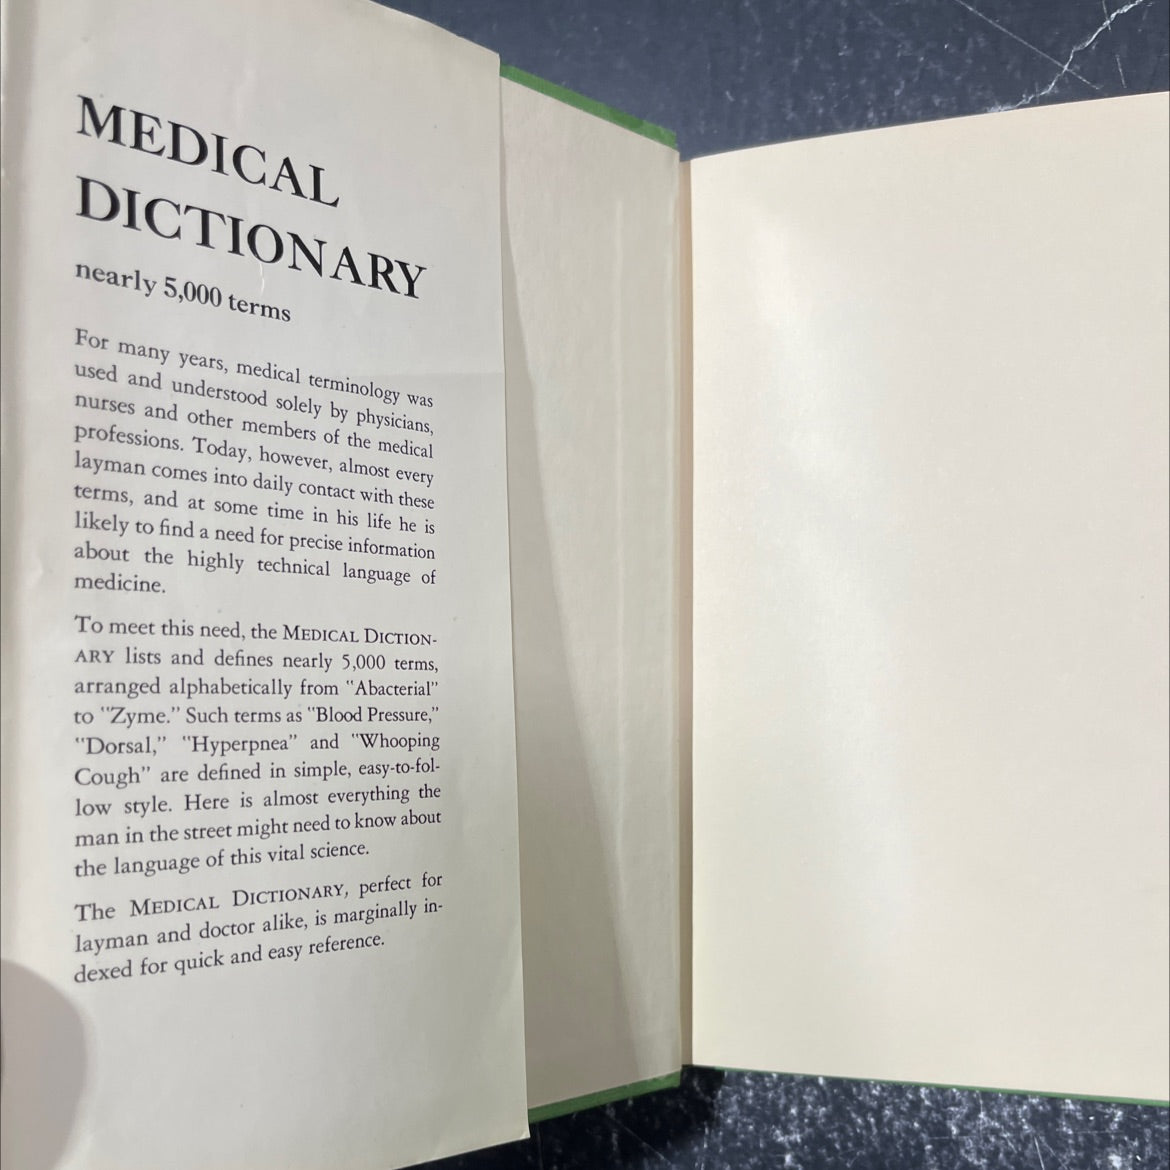 MEDICAL
DICTIONARY
nearly 5,000 terms
For many years, medical terminology was
used and understood solely by physicians,
nurses and other members of the medical
professions. Today, however, almost every
layman comes into daily contact with these
terms, and at some time in his life he is
likely to find a need for precise information
about the highly technical language of
medicine.
To meet this need, the MEDICAL DICTION-
ARY lists and defines nearly 5,000 terms,
arranged alphabetically from "Abacterial"
to "Zyme." Such terms as "Blood Pressure,"
"Dorsal," "Hyperpnea" and "Whooping
Cough" are defined in simple, easy-to-fol-
low style. Here is almost everything the
man in the street might need to know about
the language of this vital science.
The MEDICAL DICTIONARY, perfect for
layman and doctor alike, is marginally in-
dexed for quick and easy reference.